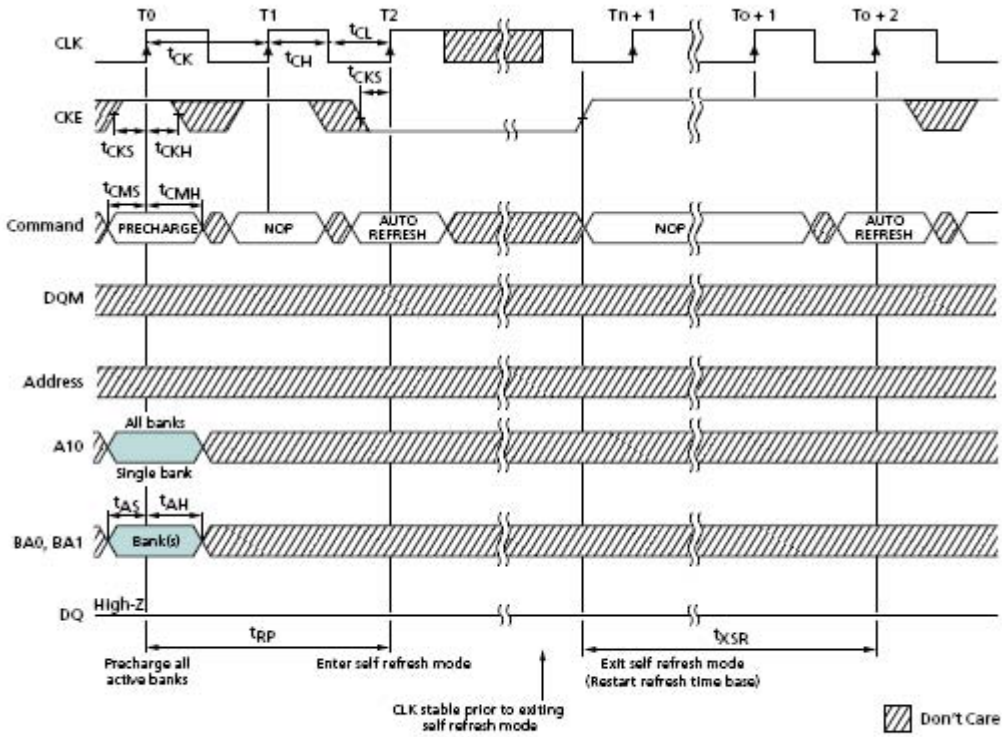 T0 T1 T2 Tn + 1 To + 1 To + 2
CLK
tCK tCH tCL
tCKS
CKE
tCKS tCKH
tCMS tCMH
Command PRECHARGE NOP AUTO REFRESH NOP AUTO REFRESH
DQM
Address
All banks
A10
Single bank
tAS tAH
BA0, BA1 Bank(s)
High-Z
DQ
tRP tXSR
Precharge all
active banks
Enter self refresh mode
Exit self refresh mode
(Restart refresh time base)
CLK stable prior to exiting
self refresh mode
Don't Care